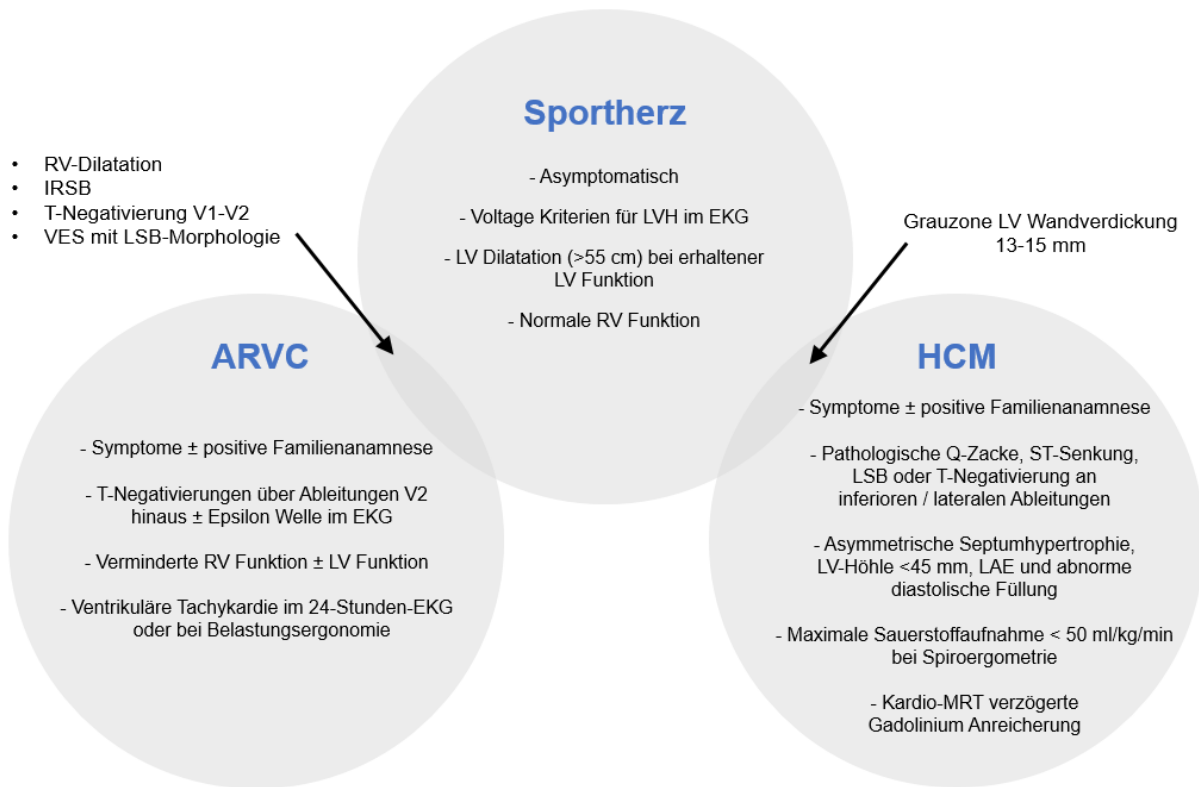 Sportherz
- Asymptomatisch
- Voltage Kriterien für LVH im EKG
- LV Dilatation (>55 cm) bei erhaltener
LV Funktion
- Normale RV Funktion
• RV-Dilatation
• IRSB
• T-Negativierung V1-V2
• VES mit LSB-Morphologie
Grauzone LV Wandverdickung
13-15 mm
ARVC
- Symptome ± positive Familienanamnese
- T-Negativierungen über Ableitungen V2
hinaus ± Epsilon Welle im EKG
- Verminderte RV Funktion ± LV Funktion
- Ventrikuläre Tachykardie im 24-Stunden-EKG
oder bei Belastungsergonomie
HCM
- Symptome ± positive Familienanamnese
- Pathologische Q-Zacke, ST-Senkung,
LSB oder T-Negativierung an
inferioren / lateralen Ableitungen
- Asymmetrische Septumhypertrophie,
LV-Höhle <45 mm, LAE und abnorme
diastolische Füllung
- Maximale Sauerstoffaufnahme < 50 ml/kg/min
bei Spiroergometrie
- Kardio-MRT verzögerte
Gadolinium Anreicherung